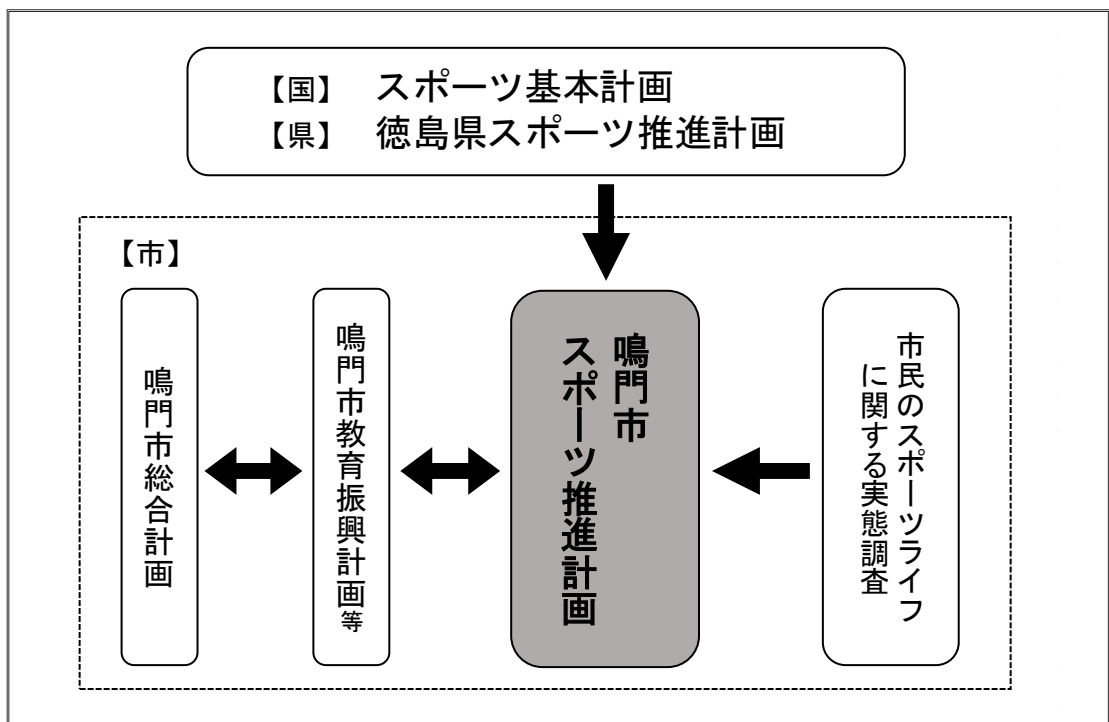 【国】 スポーツ基本計画
【県】 徳島県スポーツ推進計画
【市】
鳴門市総合計画
鳴門市教育振興計画等
鳴門市
スポーツ推進計画
市民のスポーツライフ
に関する実態調査